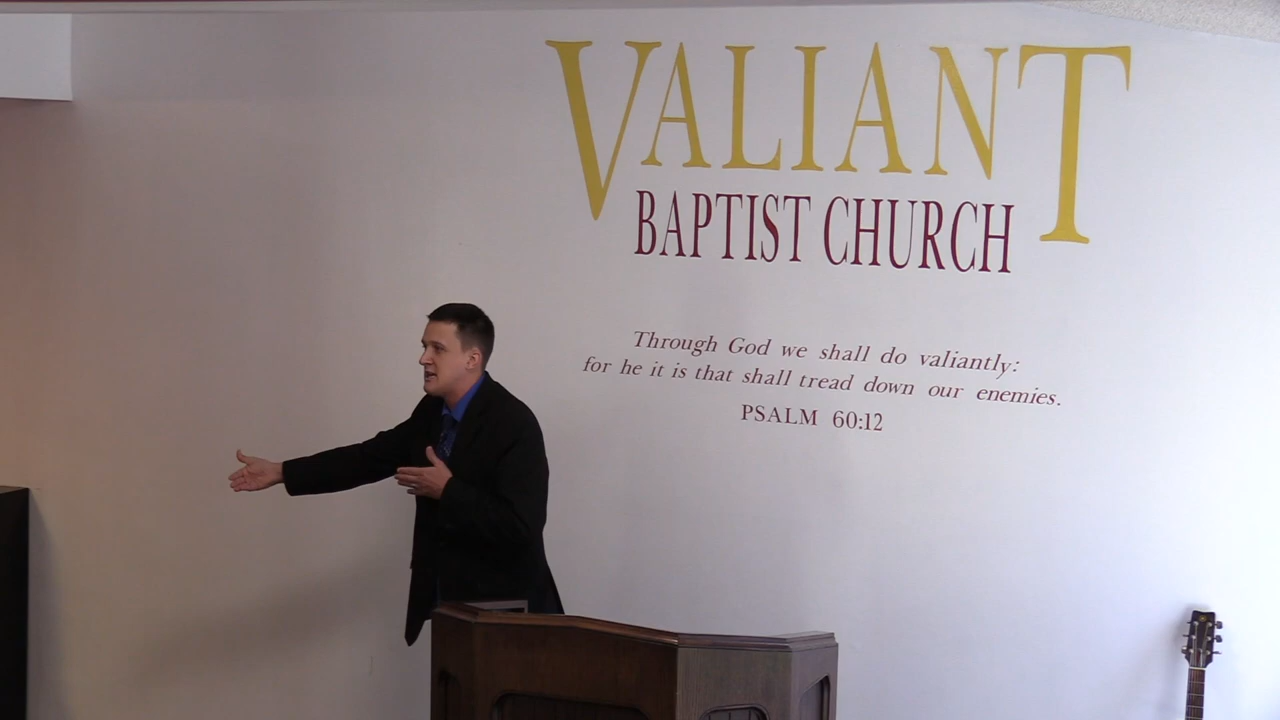 VALIANT
BAPTIST CHURCH
Through God we shall do valiantly:
for he it is that shall tread down our enemies.
PSALM 60:12